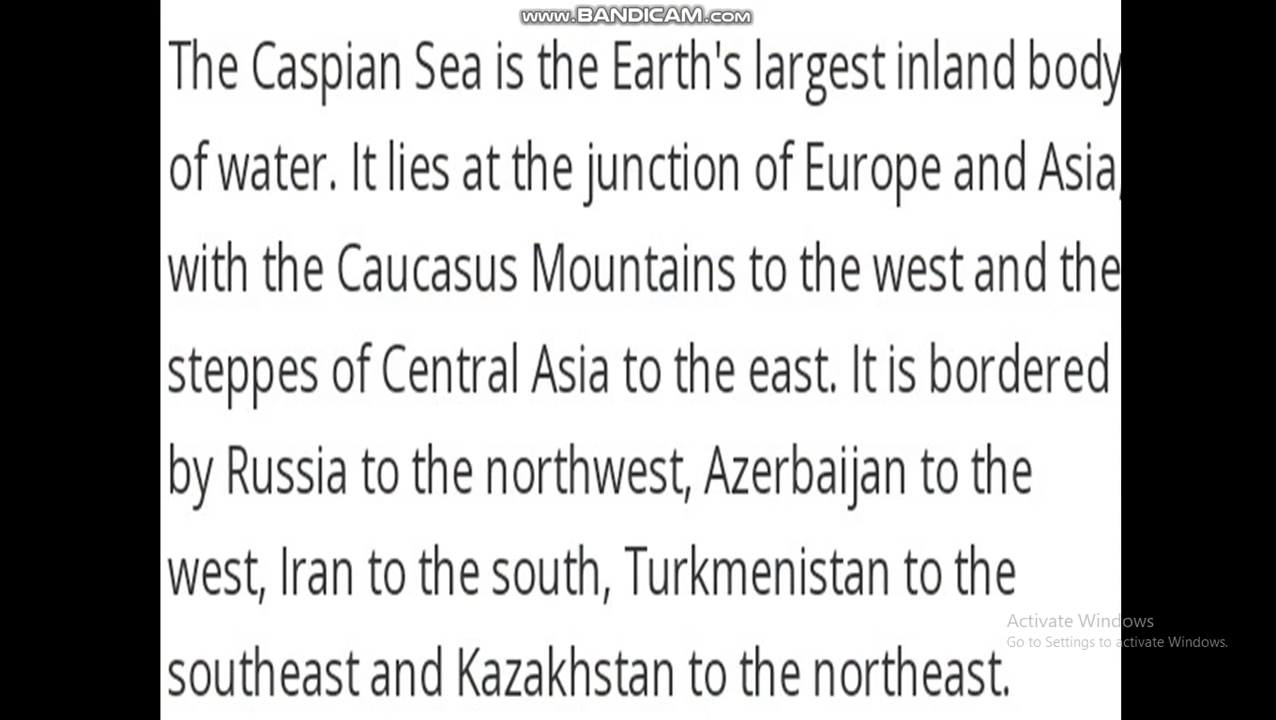 www.BANDICAM.com
The Caspian Sea is the Earth's largest inland body
of water. It lies at the junction of Europe and Asia,
with the Caucasus Mountains to the west and the
steppes of Central Asia to the east. It is bordered
by Russia to the northwest, Azerbaijan to the
west, Iran to the south, Turkmenistan to the
southeast and Kazakhstan to the northeast.
Activate Windows
Go to Settings to activate Windows.